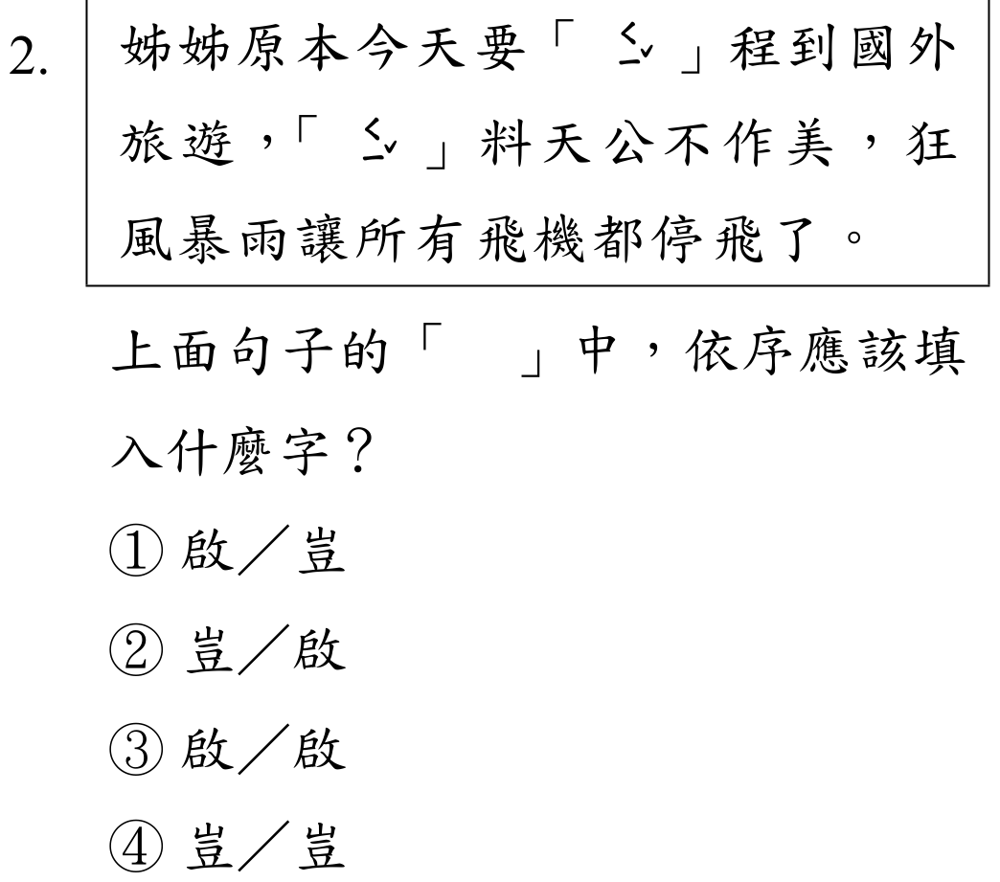 2. 姊姊原本今天要「ㄑㄧˇ」程到國外
旅遊，「ㄑㄧˇ」料天公不作美，狂
風暴雨讓所有飛機都停飛了。
上面句子的「　」中，依序應該填
入什麼字？
① 啟／豈
② 豈／啟
③ 啟／啟
④ 豈／豈